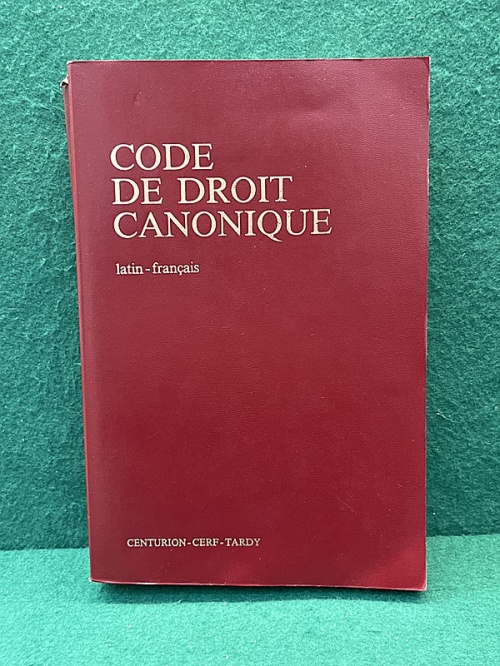 CODE
DE DROIT
CANONIQUE
latin-français
CENTURION-CERF-TARDY